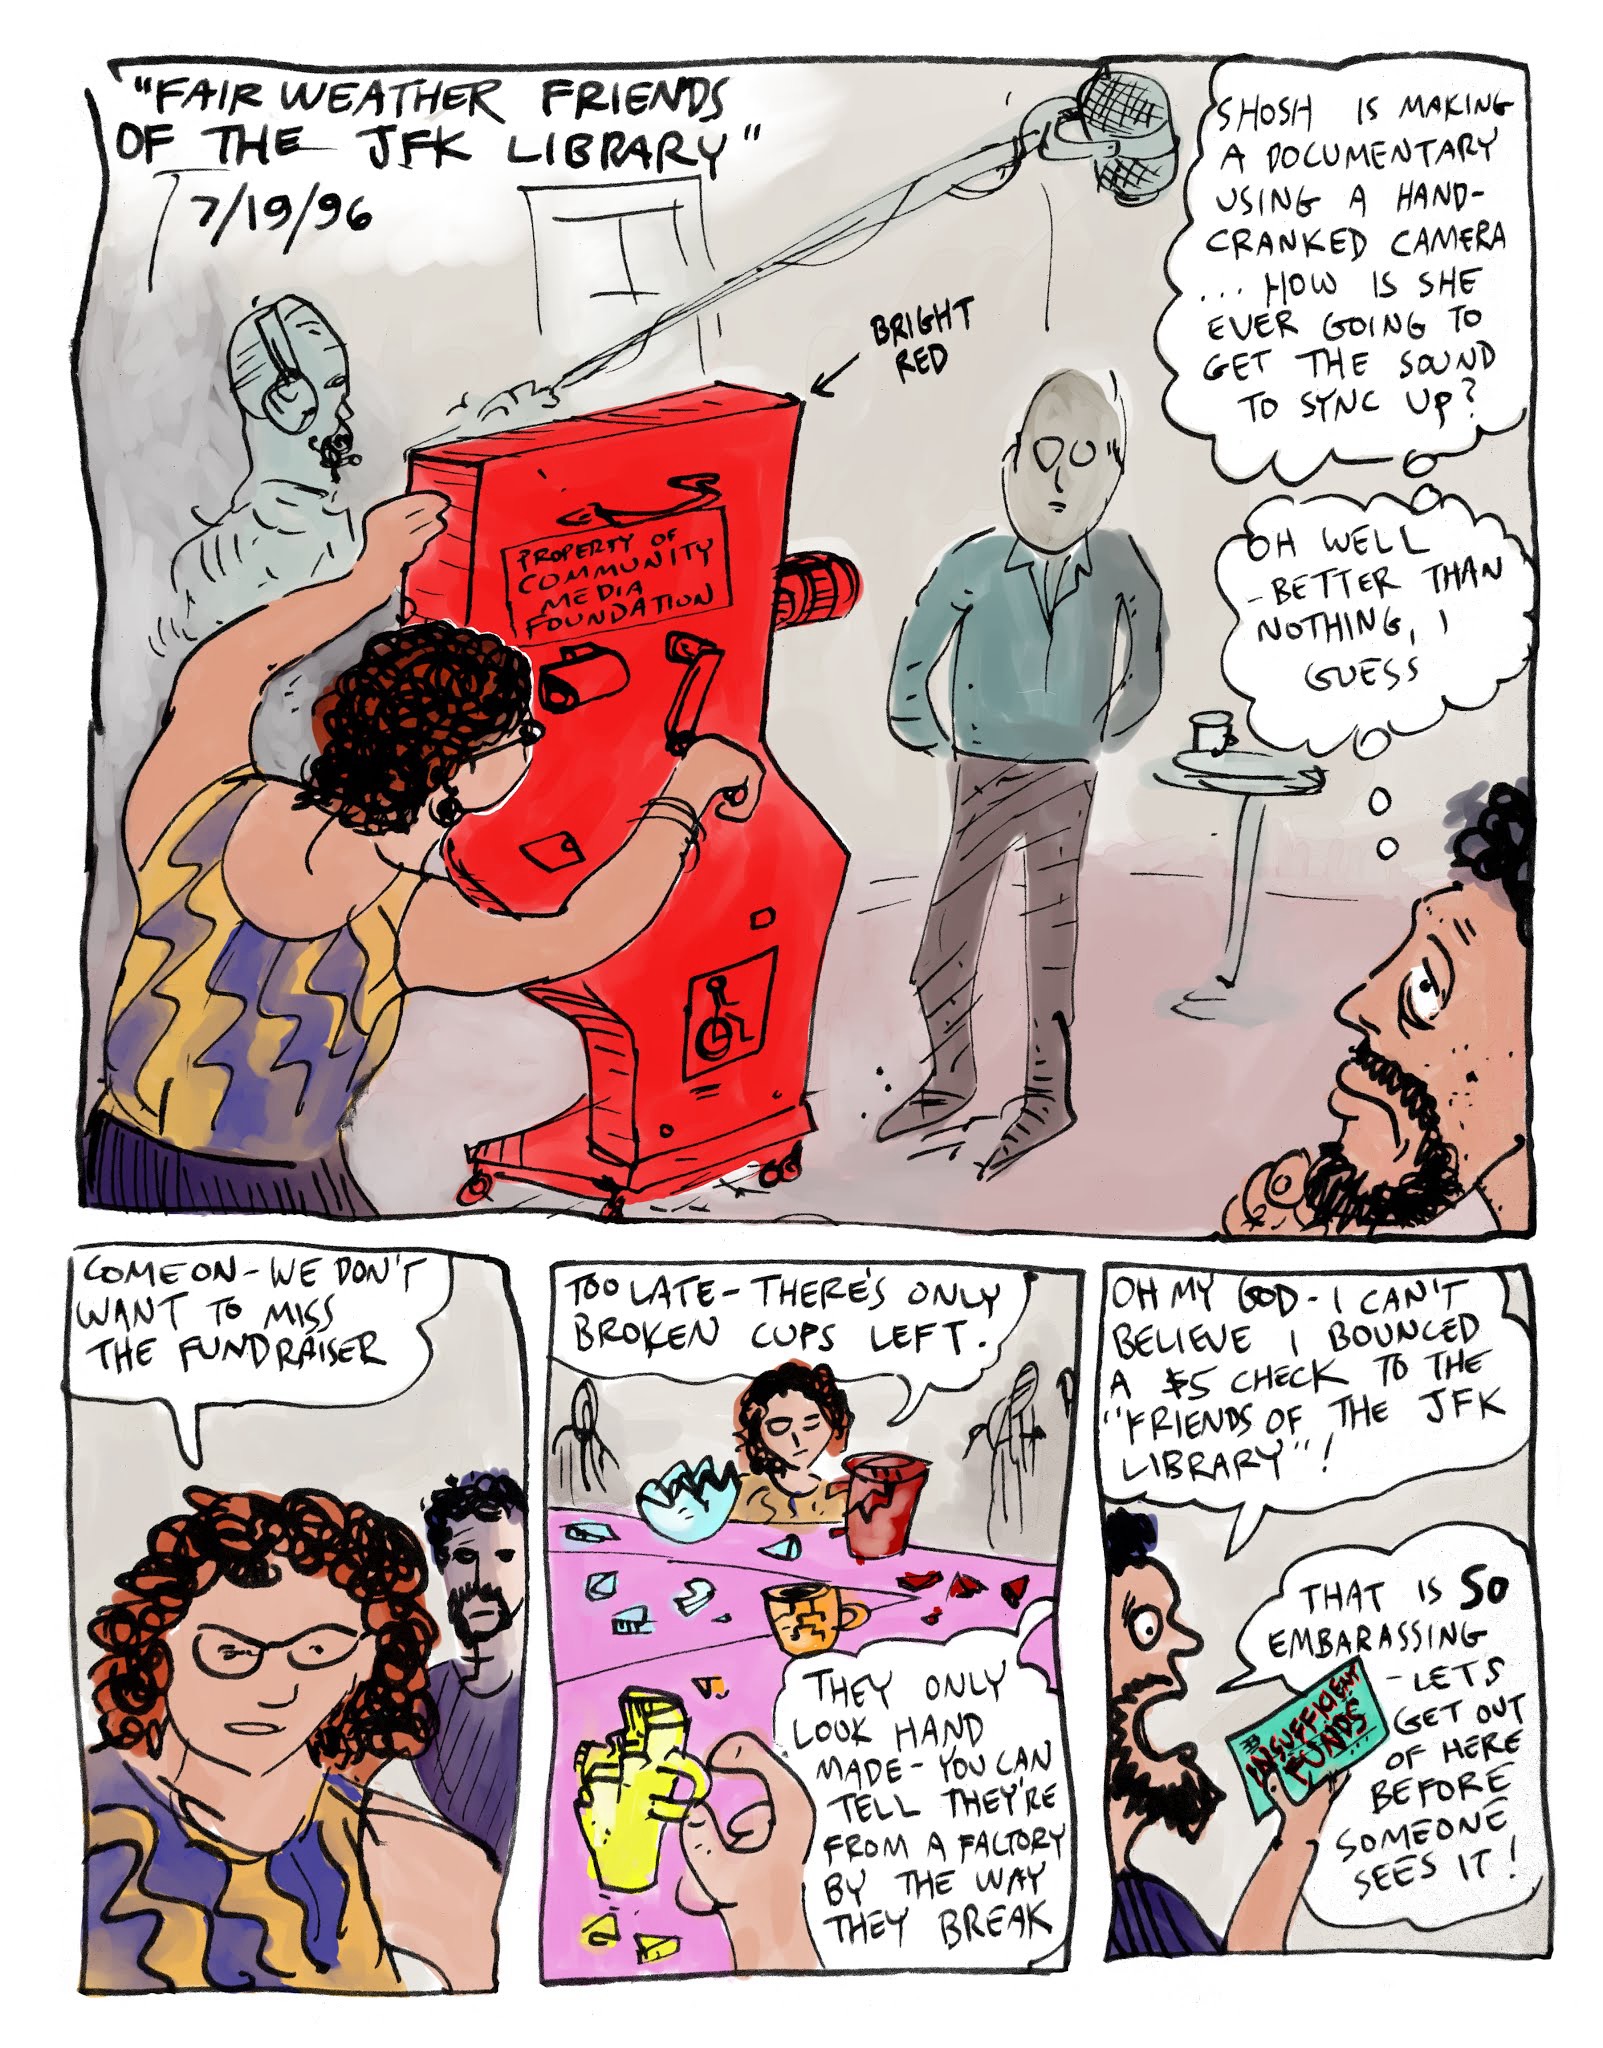 "FAIR WEATHER FRIENDS
OF THE JFK LIBRARY"
7/19/96
SHOSH IS MAKING
A DOCUMENTARY
USING A HAND-
CRANKED CAMERA
... HOW IS SHE
EVER GOING TO
GET THE SOUND
TO SYNC UP?
OH WELL
-BETTER THAN
NOTHING, I
GUESS
BRIGHT
RED
PROPERTY OF
COMMUNITY
MEDIA
FOUNDATION
COME ON - WE DON'T
WANT TO MISS
THE FUNDRAISER
TOO LATE - THERE'S ONLY
BROKEN CUPS LEFT.
THEY ONLY
LOOK HAND
MADE - YOU CAN
TELL THEY'RE
FROM A FACTORY
BY THE WAY
THEY BREAK
OH MY GOD - I CAN'T
BELIEVE I BOUNCED
A $5 CHECK TO THE
"FRIENDS OF THE JFK
LIBRARY"!
THAT IS SO
EMBARASSING
- LETS
GET OUT
OF HERE
BEFORE
SOMEONE
SEES IT!
INSUFFICIENT
FUNDS